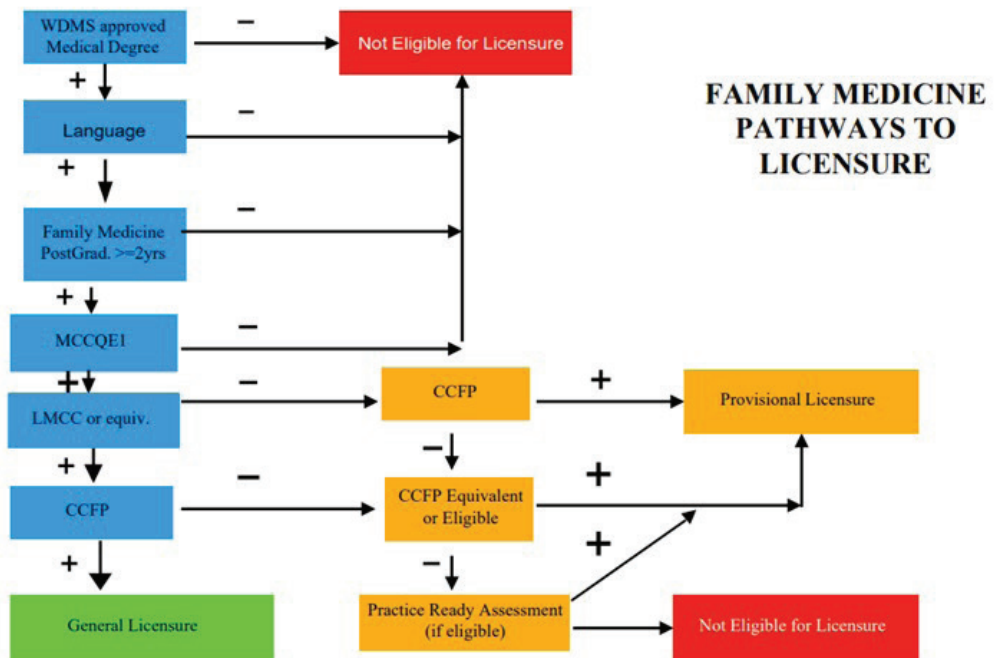 WDMS approved
Medical Degree
−
Not Eligible for Licensure
FAMILY MEDICINE
PATHWAYS TO
LICENSURE
+
Language
−
+
Family Medicine
PostGrad. >=2yrs
−
+
MCCQE1
−
+
LMCC or equiv.
−
CCFP
+
Provisional Licensure
+
−
CCFP
−
CCFP Equivalent
or Eligible
+
+
−
+
General Licensure
Practice Ready Assessment
(if eligible)
Not Eligible for Licensure